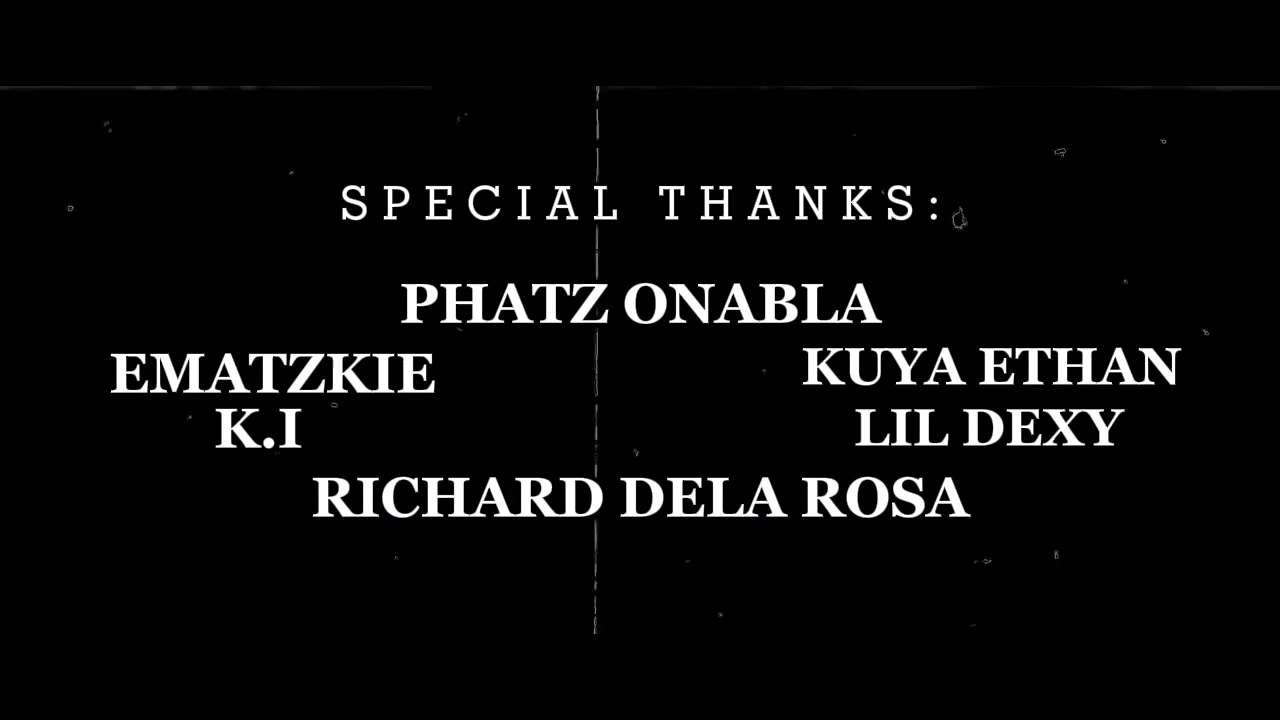 SPECIAL THANKS:
PHATZ ONABLA
EMATZKIE
K.I
KUYA ETHAN
LIL DEXY
RICHARD DELA ROSA